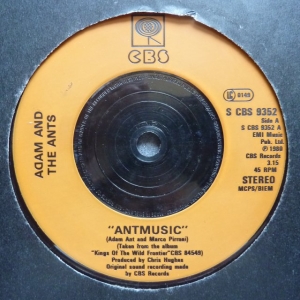 CBS
ADAM AND
THE ANTS
S CBS 9352
Side A
S CBS 9352 A
EMI Music
Pub. Ltd.
℗ 1980
CBS Records
3.15
45 RPM
STEREO
MCPS/BIEM
"ANTMUSIC"
(Adam Ant and Marco Pirroni)
(Taken from the album
"Kings Of The Wild Frontier" CBS 84549)
Produced by Chris Hughes
Original sound recording made by
CBS Records